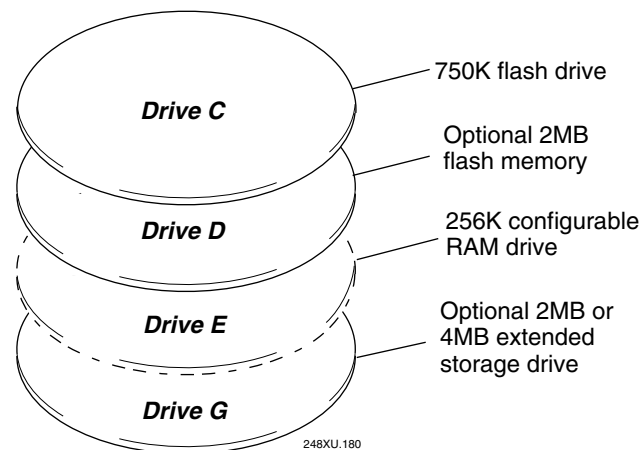 Drive C
750K flash drive
Drive D
Optional 2MB
flash memory
Drive E
256K configurable
RAM drive
Drive G
Optional 2MB or
4MB extended
storage drive
248XU.180